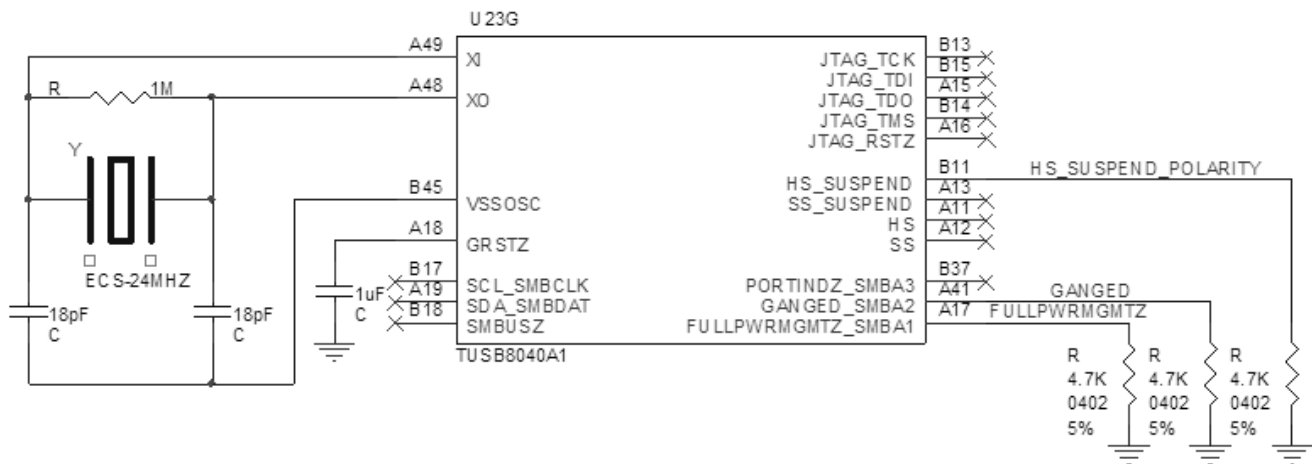 U23G
A49
XI
R
1M
A48
XO
Y
ECS-24MHZ
18pF
C
18pF
C
B45
VSSOSC
A18
GRSTZ
1uF
C
B17
SCL_SMBCLK
A19
SDA_SMBDAT
B18
SMBUSZ
TUSB8040A1
JTAG_TCK
B13
JTAG_TDI
B15
JTAG_TDO
A15
JTAG_TMS
B14
JTAG_RSTZ
A16
HS_SUSPEND
B11
HS_SUSPEND_POLARITY
SS_SUSPEND
A13
HS
A11
SS
A12
PORTINDZ_SMBA3
B37
GANGED_SMBA2
A41
GANGED
FULLPWRMGMTZ_SMBA1
A17
FULLPWRMGMTZ
R
4.7K
0402
5%
R
4.7K
0402
5%
R
4.7K
0402
5%